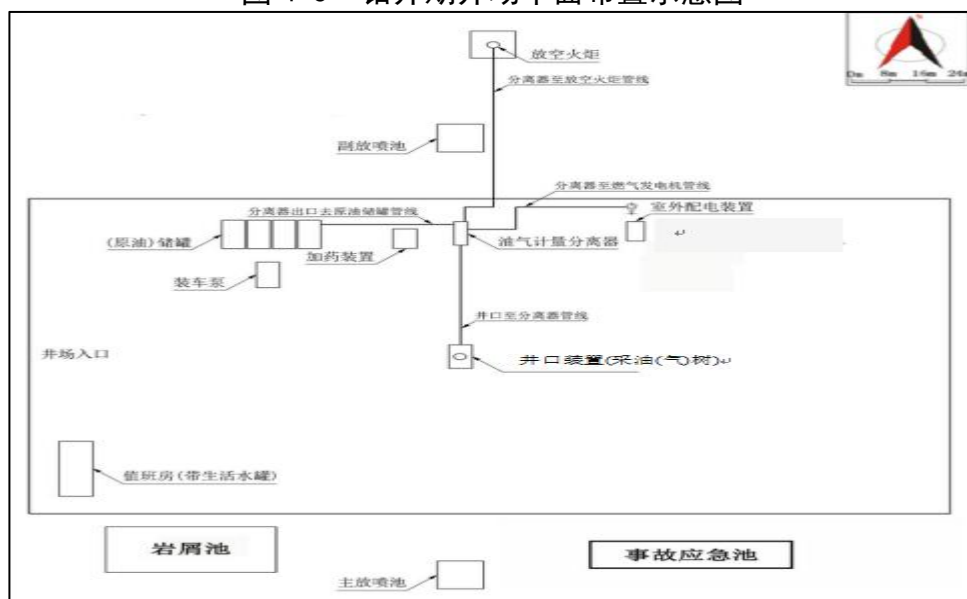 放空火炬
0m 8m 16m 24m
分离器至放空火炬管线
副放喷池
分离器至燃气发电机管线
分离器出口去原油储罐管线
室外配电装置
(原油)储罐
加药装置
油气计量分离器
装车泵
井口至分离器管线
井场入口
井口装置(采油(气)树)
值班房(带生活水罐)
岩屑池
事故应急池
主放喷池